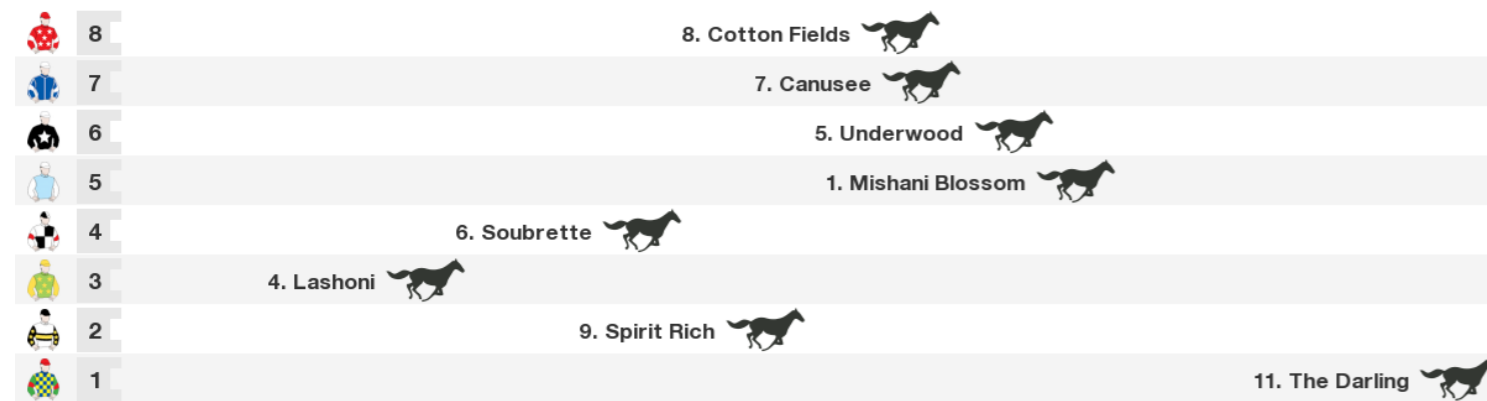 8 8. Cotton Fields
7 7. Canusee
6 5. Underwood
5 1. Mishani Blossom
4 6. Soubrette
3 4. Lashoni
2 9. Spirit Rich
1 11. The Darling